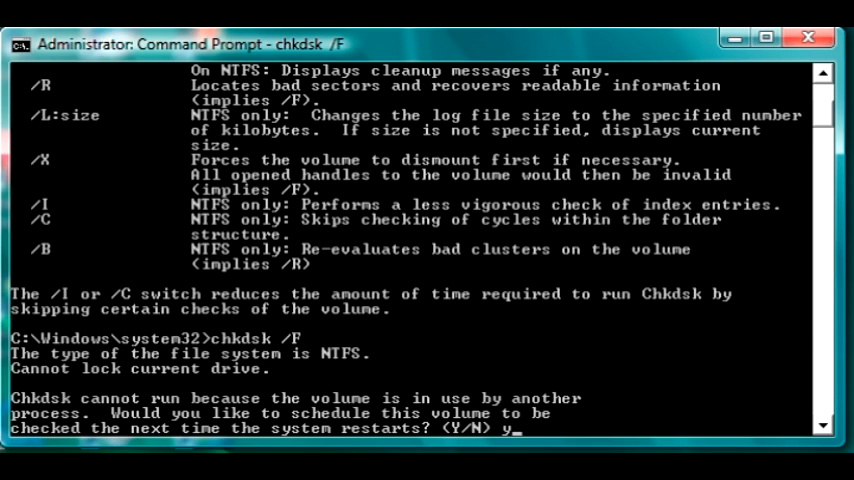 Administrator: Command Prompt - chkdsk /F
On NTFS: Displays cleanup messages if any.
/R Locates bad sectors and recovers readable information
(implies /F).
/L:size NTFS only: Changes the log file size to the specified number
of kilobytes. If size is not specified, displays current
size.
/X Forces the volume to dismount first if necessary.
All opened handles to the volume would then be invalid
(implies /F).
/I NTFS only: Performs a less vigorous check of index entries.
/C NTFS only: Skips checking of cycles within the folder
structure.
/B NTFS only: Re-evaluates bad clusters on the volume
(implies /R)
The /I or /C switch reduces the amount of time required to run Chkdsk by
skipping certain checks of the volume.
C:\Windows\system32>chkdsk /F
The type of the file system is NTFS.
Cannot lock current drive.
Chkdsk cannot run because the volume is in use by another
process. Would you like to schedule this volume to be
checked the next time the system restarts? (Y/N) y_